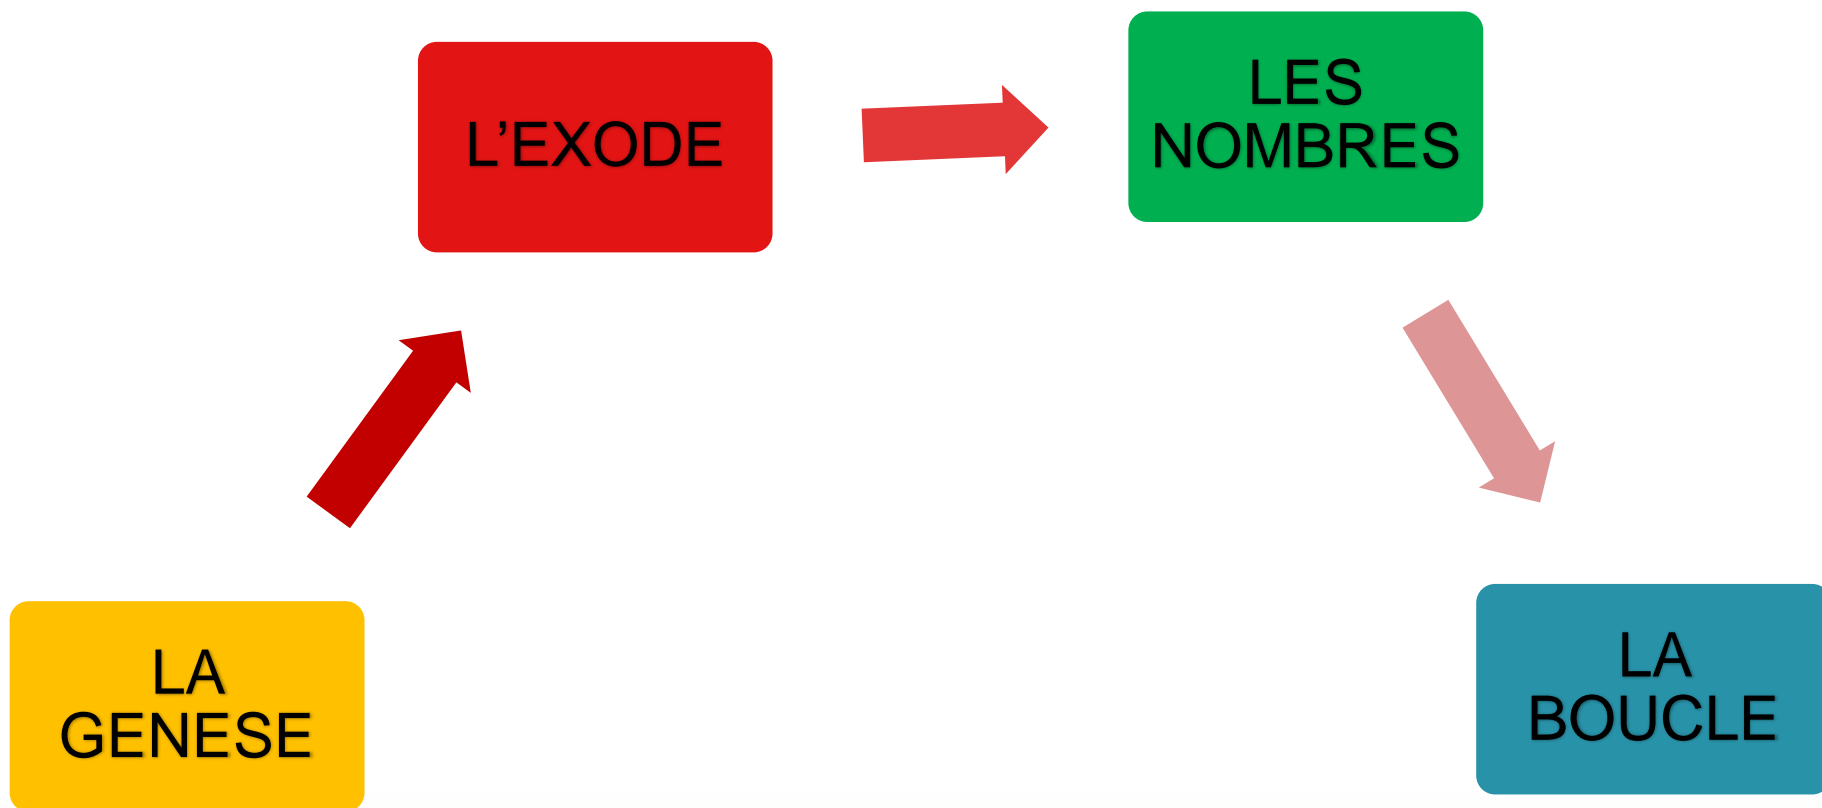 L’EXODE
LES
NOMBRES
LA
GENESE
LA
BOUCLE